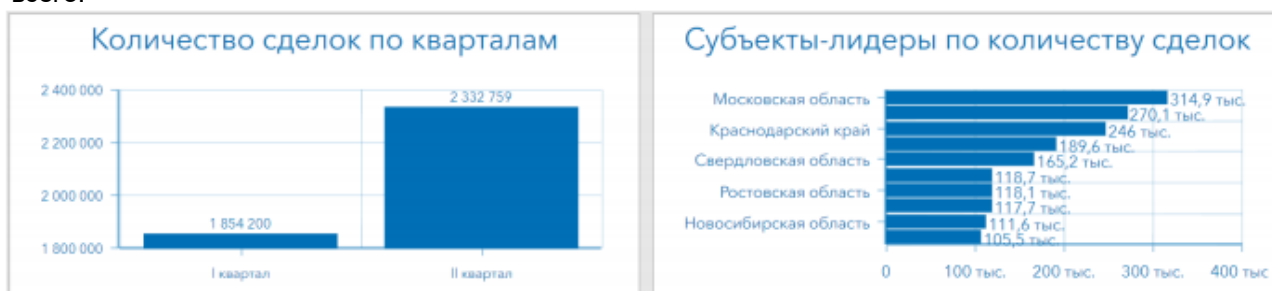 Количество сделок по кварталам
2 400 000
2 332 759
2 200 000
2 000 000
1 854 200
1 800 000
I квартал
II квартал
Субъекты-лидеры по количеству сделок
Московская область
314,9 тыс.
270,1 тыс.
Краснодарский край
246 тыс.
189,6 тыс.
Свердловская область
165,2 тыс.
118,7 тыс.
Ростовская область
118,1 тыс.
117,7 тыс.
Новосибирская область
111,6 тыс.
105,5 тыс.
0
100 тыс.
200 тыс.
300 тыс.
400 тыс